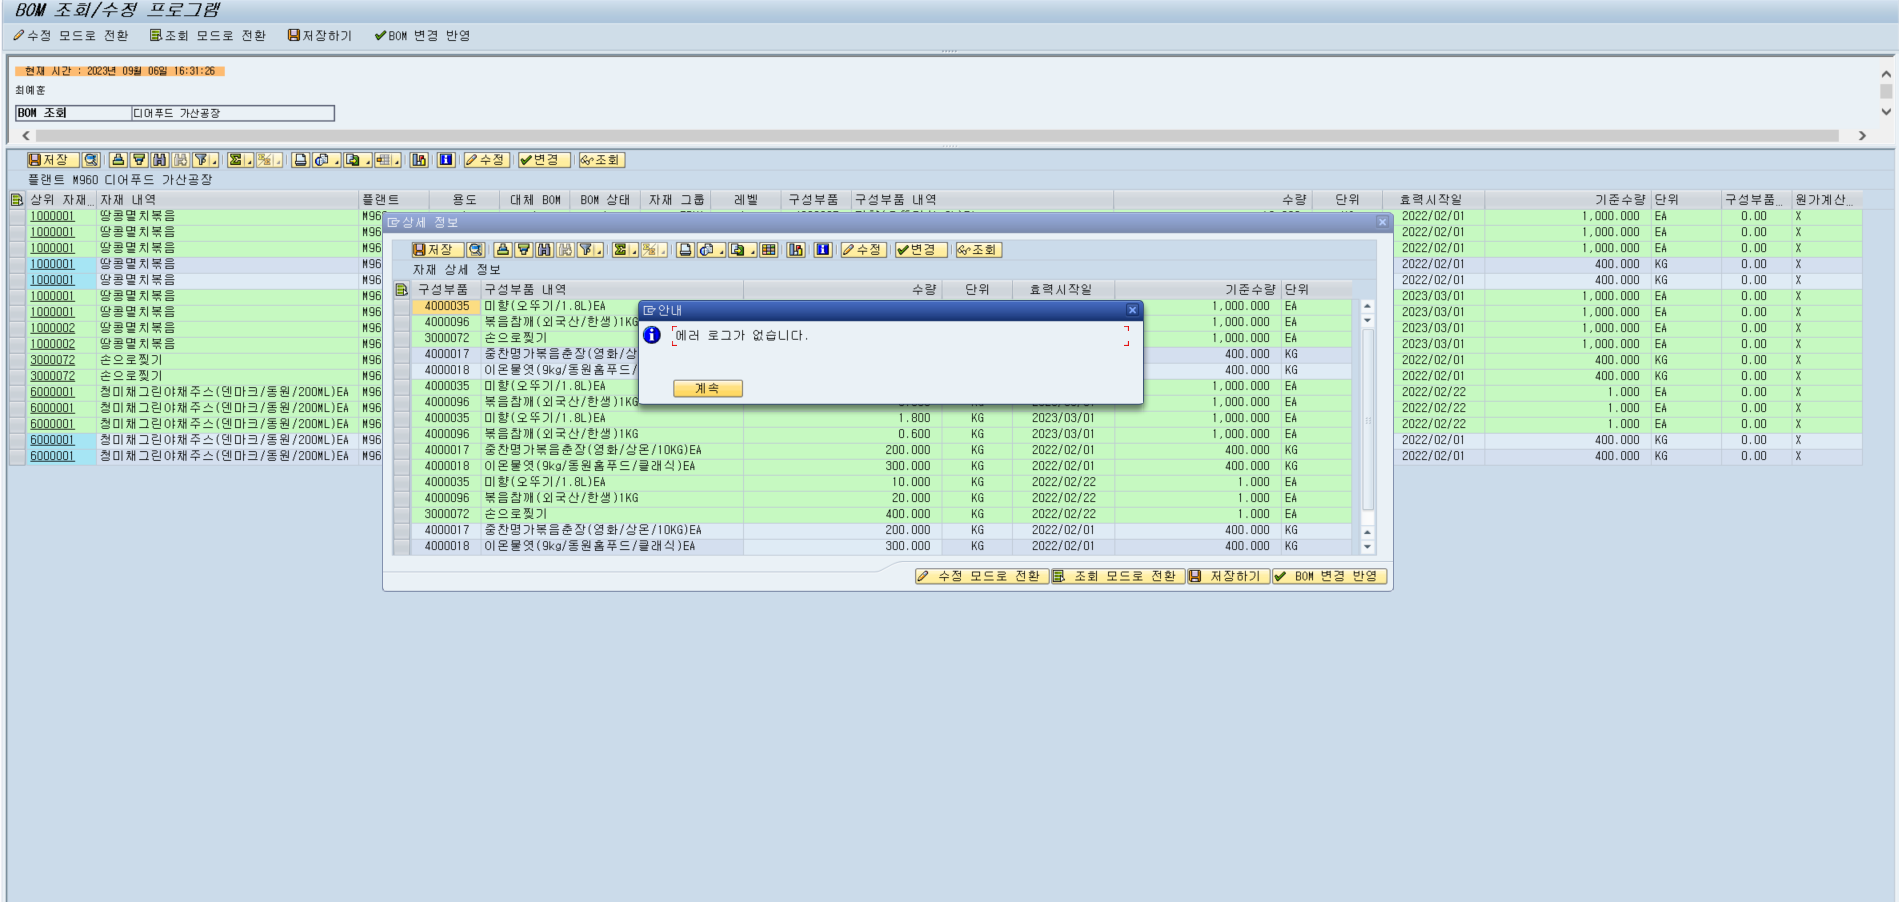 BOM 조회/수정 프로그램
수정 모드로 전환 조회 모드로 전환 저장하기 BOM 변경 반영
현재 시간 : 2023년 09월 06일 16:31:26
최예훈
BOM 조회 디어푸드 가산공장
저장 수정 변경 조회
플랜트 M960 디어푸드 가산공장
상위 자재... 자재 내역 플랜트 용도 대체 BOM BOM 상태 자재 그룹 레벨 구성부품 구성부품 내역 수량 단위 효력시작일 기준수량 단위 구성부품... 원가계산...
1000001 땅콩멸치볶음 2022/02/01 1,000.000 EA 0.00 X
1000001 땅콩멸치볶음 M96 2022/02/01 1,000.000 EA 0.00 X
1000001 땅콩멸치볶음 M96 2022/02/01 1,000.000 EA 0.00 X
1000001 땅콩멸치볶음 M96 2022/02/01 400.000 KG 0.00 X
1000001 땅콩멸치볶음 M96 2022/02/01 400.000 KG 0.00 X
1000001 땅콩멸치볶음 M96 2023/03/01 1,000.000 EA 0.00 X
1000001 땅콩멸치볶음 M96 2023/03/01 1,000.000 EA 0.00 X
1000002 땅콩멸치볶음 M96 2023/03/01 1,000.000 EA 0.00 X
1000002 땅콩멸치볶음 M96 2023/03/01 1,000.000 EA 0.00 X
3000072 손으로찢기 M96 2022/02/01 400.000 KG 0.00 X
3000072 손으로찢기 M96 2022/02/01 400.000 KG 0.00 X
6000001 청미채그린야채주스(덴마크/동원/200ML)EA M96 2022/02/22 1.000 EA 0.00 X
6000001 청미채그린야채주스(덴마크/동원/200ML)EA M96 2022/02/22 1.000 EA 0.00 X
6000001 청미채그린야채주스(덴마크/동원/200ML)EA M96 2022/02/22 1.000 EA 0.00 X
6000001 청미채그린야채주스(덴마크/동원/200ML)EA M96 2022/02/01 400.000 KG 0.00 X
6000001 청미채그린야채주스(덴마크/동원/200ML)EA M96 2022/02/01 400.000 KG 0.00 X
상세 정보
저장 수정 변경 조회
자재 상세 정보
구성부품 구성부품 내역 수량 단위 효력시작일 기준수량 단위
4000035 미향(오뚜기/1.8L)EA 1,000.000 EA
4000096 볶음참깨(외국산/한생)1KG 1,000.000 EA
3000072 손으로찢기 1,000.000 EA
4000017 중찬명가볶음춘장(영화/상 400.000 KG
4000018 이온물엿(9kg/동원홈푸드/ 400.000 KG
4000035 미향(오뚜기/1.8L)EA 1,000.000 EA
4000096 볶음참깨(외국산/한생)1KG 1,000.000 EA
4000035 미향(오뚜기/1.8L)EA 1.800 KG 2023/03/01 1,000.000 EA
4000096 볶음참깨(외국산/한생)1KG 0.600 KG 2023/03/01 1,000.000 EA
4000017 중찬명가볶음춘장(영화/상온/10KG)EA 200.000 KG 2022/02/01 400.000 KG
4000018 이온물엿(9kg/동원홈푸드/클래식)EA 300.000 KG 2022/02/01 400.000 KG
4000035 미향(오뚜기/1.8L)EA 10.000 KG 2022/02/22 1.000 EA
4000096 볶음참깨(외국산/한생)1KG 20.000 KG 2022/02/22 1.000 EA
3000072 손으로찢기 400.000 KG 2022/02/22 1.000 EA
4000017 중찬명가볶음춘장(영화/상온/10KG)EA 200.000 KG 2022/02/01 400.000 KG
4000018 이온물엿(9kg/동원홈푸드/클래식)EA 300.000 KG 2022/02/01 400.000 KG
수정 모드로 전환 조회 모드로 전환 저장하기 BOM 변경 반영
안내
에러 로그가 없습니다.
계속